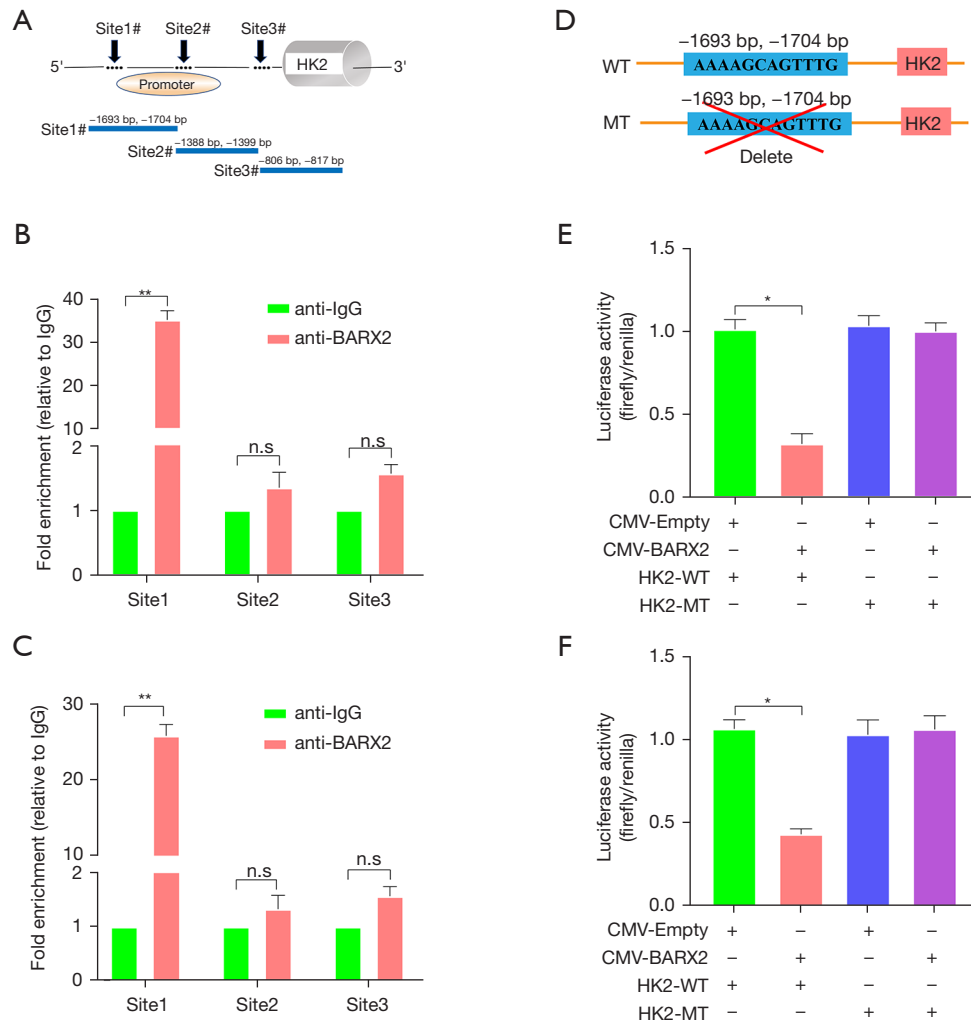 A
Site1# Site2# Site3#
5' HK2 3'
Promoter
Site1# −1693 bp, −1704 bp
Site2# −1388 bp, −1399 bp
Site3# −806 bp, −817 bp
B
Fold enrichment (relative to IgG)
40
30
20
10
2
1
0
** n.s n.s
anti-IgG
anti-BARX2
Site1 Site2 Site3
C
Fold enrichment (relative to IgG)
30
20
10
2
1
0
** n.s n.s
anti-IgG
anti-BARX2
Site1 Site2 Site3
D
−1693 bp, −1704 bp
WT AAAAGCAGTTTG HK2
−1693 bp, −1704 bp
MT AAAAGCAGTTTG HK2
Delete
E
Luciferase activity
(firefly/renilla)
1.5
1.0
0.5
0.0
*
CMV-Empty + − + −
CMV-BARX2 − + − +
HK2-WT + + − −
HK2-MT − − + +
F
Luciferase activity
(firefly/renilla)
1.5
1.0
0.5
0.0
*
CMV-Empty + − + −
CMV-BARX2 − + − +
HK2-WT + + − −
HK2-MT − − + +